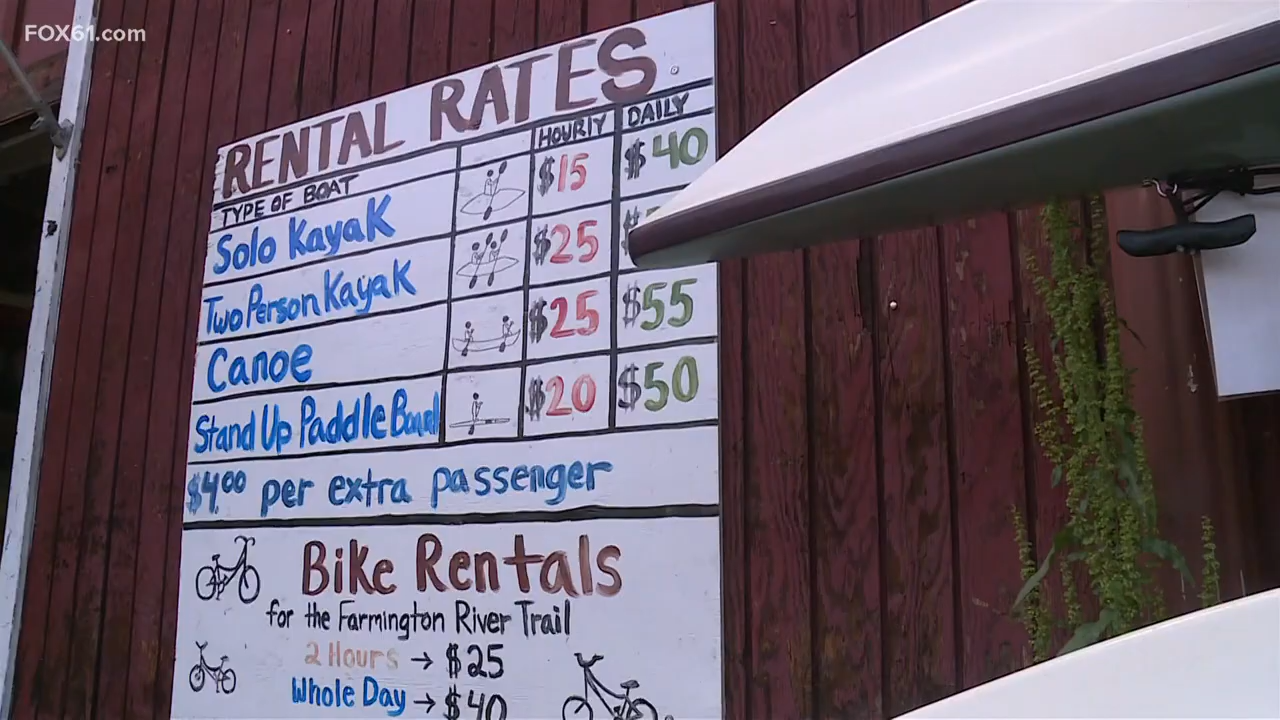 FOX61.com
RENTAL RATES
TYPE OF BOAT HOURLY DAILY
Solo Kayak $15 $40
Two Person Kayak $25 $
Canoe $25 $55
Stand Up Paddle Board $20 $50
$4.00 per extra passenger
Bike Rentals
for the Farmington River Trail
2 Hours → $25
Whole Day → $40